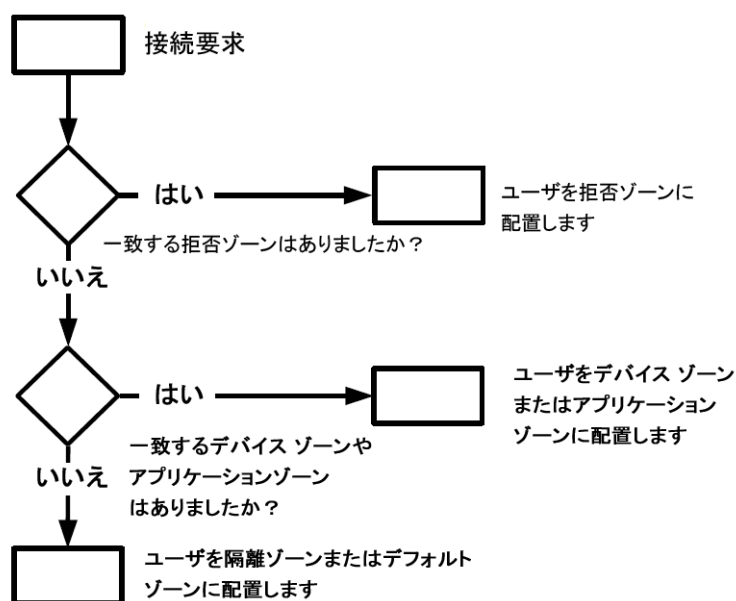 接続要求
はい
ユーザを拒否ゾーンに
配置します
一致する拒否ゾーンはありましたか？
いいえ
はい
ユーザをデバイス ゾーン
またはアプリケーション
ゾーンに配置します
一致するデバイス ゾーンや
アプリケーションゾーン
はありましたか？
いいえ
ユーザを隔離ゾーンまたはデフォルト
ゾーンに配置します